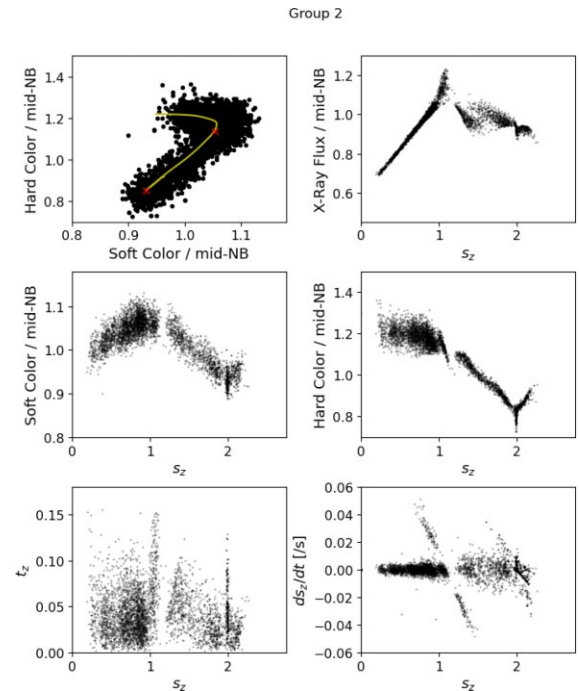 Group 2
Hard Color / mid-NB
1.4
1.2
1.0
0.8
0.8 0.9 1.0 1.1
Soft Color / mid-NB
X-Ray Flux / mid-NB
1.2
1.0
0.8
0.6
0 1 2
s_z
Soft Color / mid-NB
1.1
1.0
0.9
0.8
0 1 2
s_z
Hard Color / mid-NB
1.4
1.2
1.0
0.8
0 1 2
s_z
t_z
0.15
0.10
0.05
0.00
0 1 2
s_z
ds_z/dt [/s]
0.06
0.04
0.02
0.00
−0.02
−0.04
−0.06
0 1 2
s_z